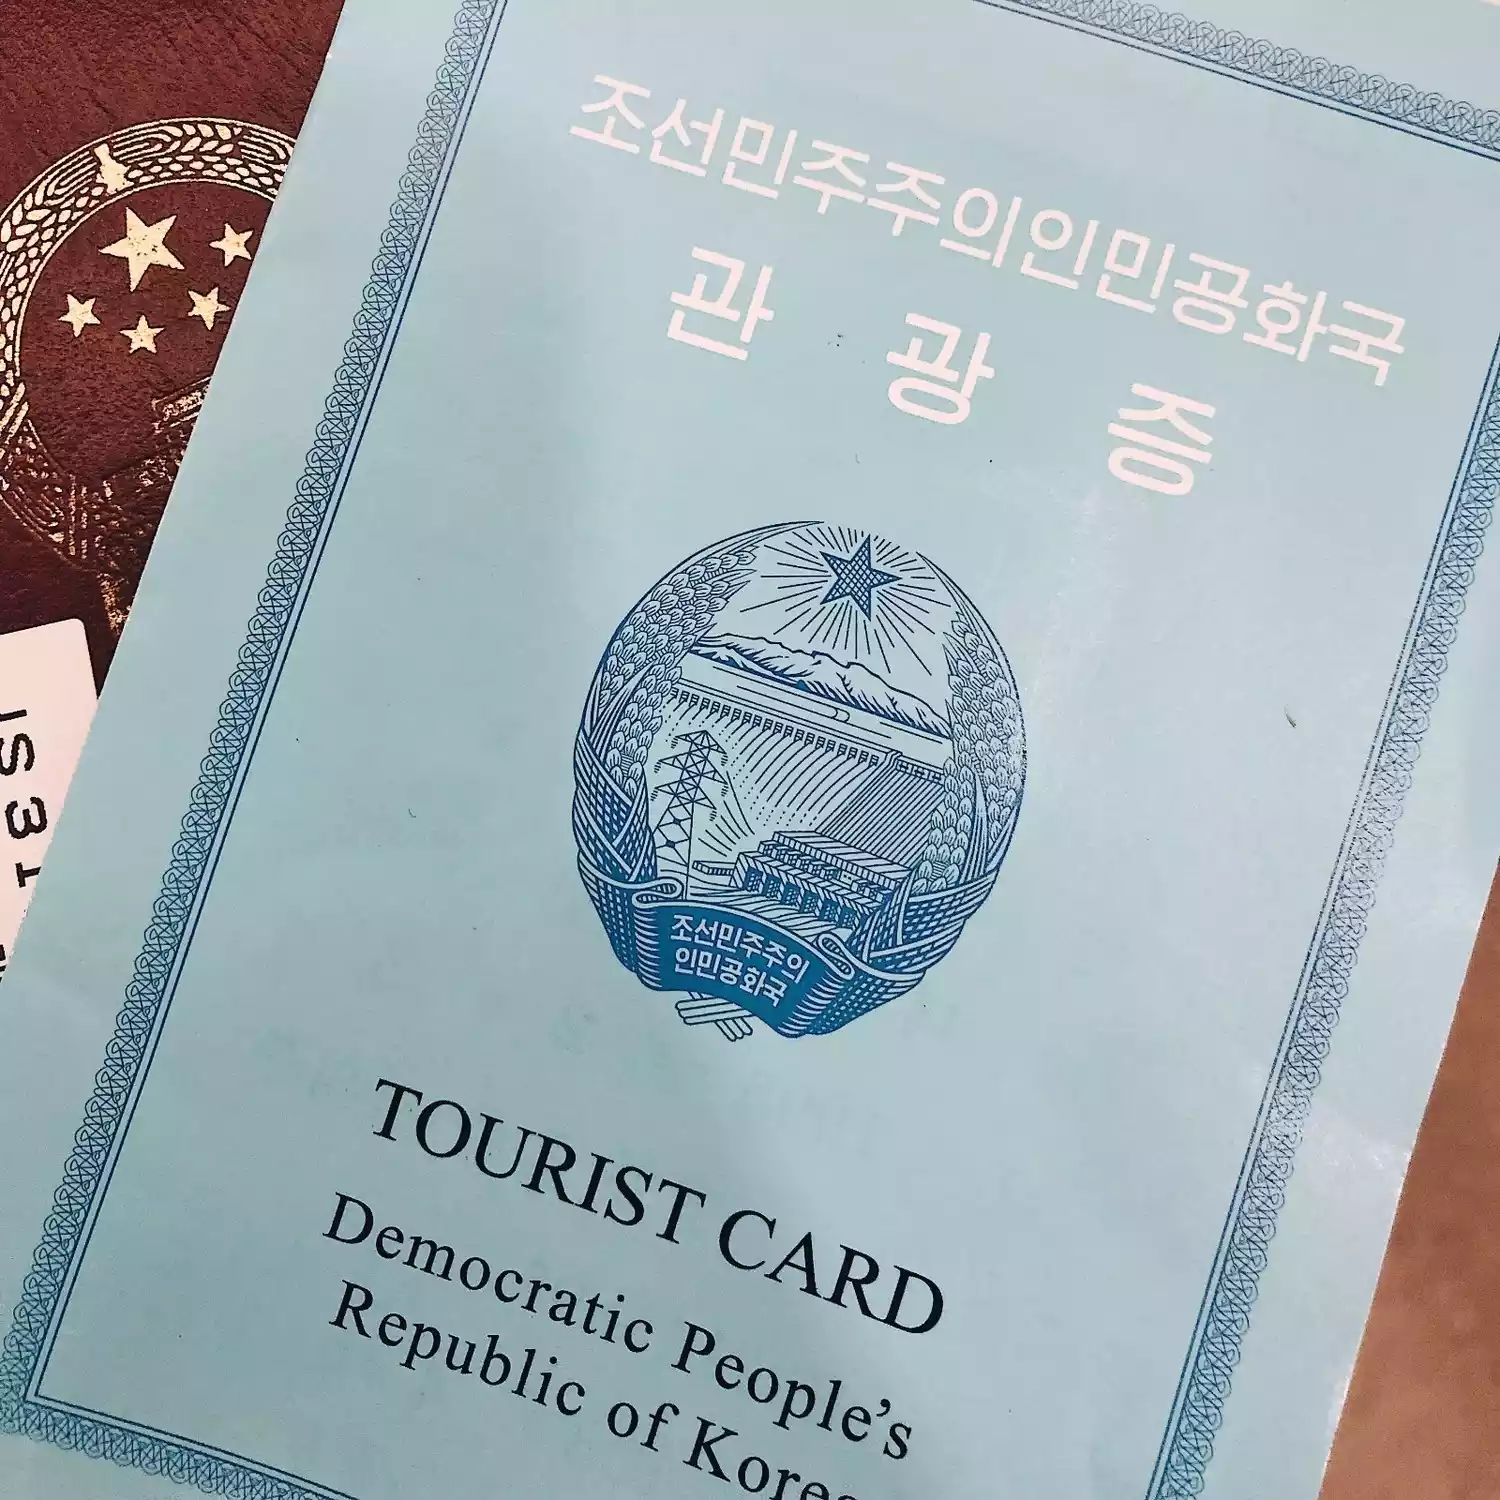 조선민주주의인민공화국
관 광 증
조선민주주의
인민공화국
TOURIST CARD
Democratic People's
Republic of Korea